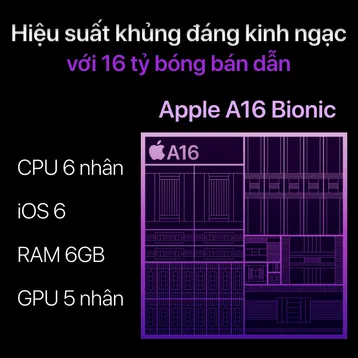 Hiệu suất khủng đáng kinh ngạc
với 16 tỷ bóng bán dẫn
Apple A16 Bionic
A16
CPU 6 nhân
iOS 6
RAM 6GB
GPU 5 nhân